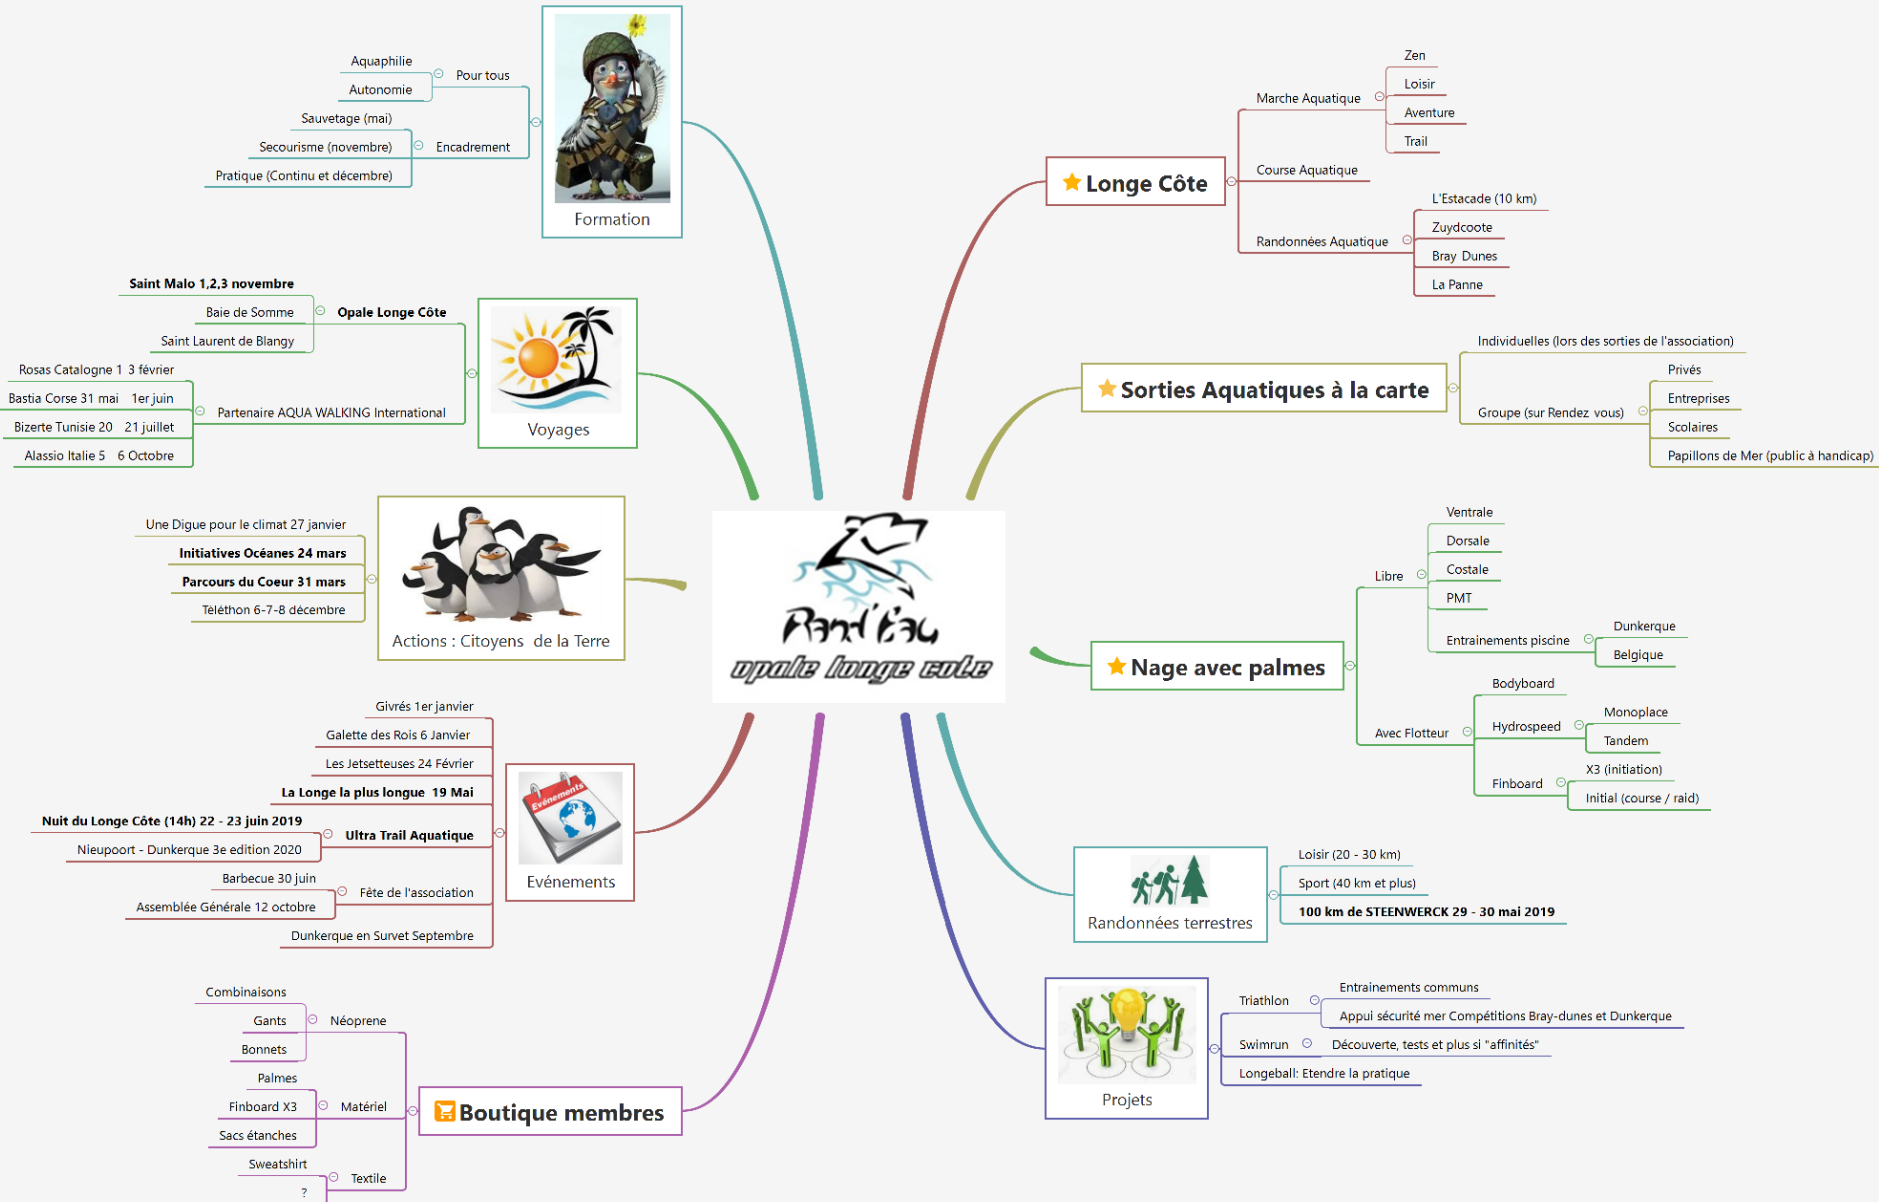 Rand'Eau
opale longe cote
Formation
Pour tous
Aquaphilie
Autonomie
Encadrement
Sauvetage (mai)
Secourisme (novembre)
Pratique (Continu et décembre)
Voyages
Opale Longe Côte
Saint Malo 1,2,3 novembre
Baie de Somme
Saint Laurent de Blangy
Partenaire AQUA WALKING International
Rosas Catalogne 1 3 février
Bastia Corse 31 mai 1er juin
Bizerte Tunisie 20 21 juillet
Alassio Italie 5 6 Octobre
Actions : Citoyens de la Terre
Une Digue pour le climat 27 janvier
Initiatives Océanes 24 mars
Parcours du Coeur 31 mars
Téléthon 6-7-8 décembre
Evénements
Evénements
Givrés 1er janvier
Galette des Rois 6 Janvier
Les Jetsetteuses 24 Février
La Longe la plus longue 19 Mai
Ultra Trail Aquatique
Nuit du Longe Côte (14h) 22 - 23 juin 2019
Nieupoort - Dunkerque 3e edition 2020
Fête de l'association
Barbecue 30 juin
Assemblée Générale 12 octobre
Dunkerque en Survet Septembre
Boutique membres
Néoprene
Combinaisons
Gants
Bonnets
Matériel
Palmes
Finboard X3
Sacs étanches
Textile
Sweatshirt
?
Longe Côte
Marche Aquatique
Zen
Loisir
Aventure
Trail
Course Aquatique
Randonnées Aquatique
L'Estacade (10 km)
Zuydcoote
Bray Dunes
La Panne
Sorties Aquatiques à la carte
Individuelles (lors des sorties de l'association)
Groupe (sur Rendez vous)
Privés
Entreprises
Scolaires
Papillons de Mer (public à handicap)
Nage avec palmes
Libre
Ventrale
Dorsale
Costale
PMT
Entrainements piscine
Dunkerque
Belgique
Avec Flotteur
Bodyboard
Hydrospeed
Monoplace
Tandem
Finboard
X3 (initiation)
Initial (course / raid)
Randonnées terrestres
Loisir (20 - 30 km)
Sport (40 km et plus)
100 km de STEENWERCK 29 - 30 mai 2019
Projets
Triathlon
Entrainements communs
Appui sécurité mer Compétitions Bray-dunes et Dunkerque
Swimrun
Découverte, tests et plus si "affinités"
Longeball: Etendre la pratique